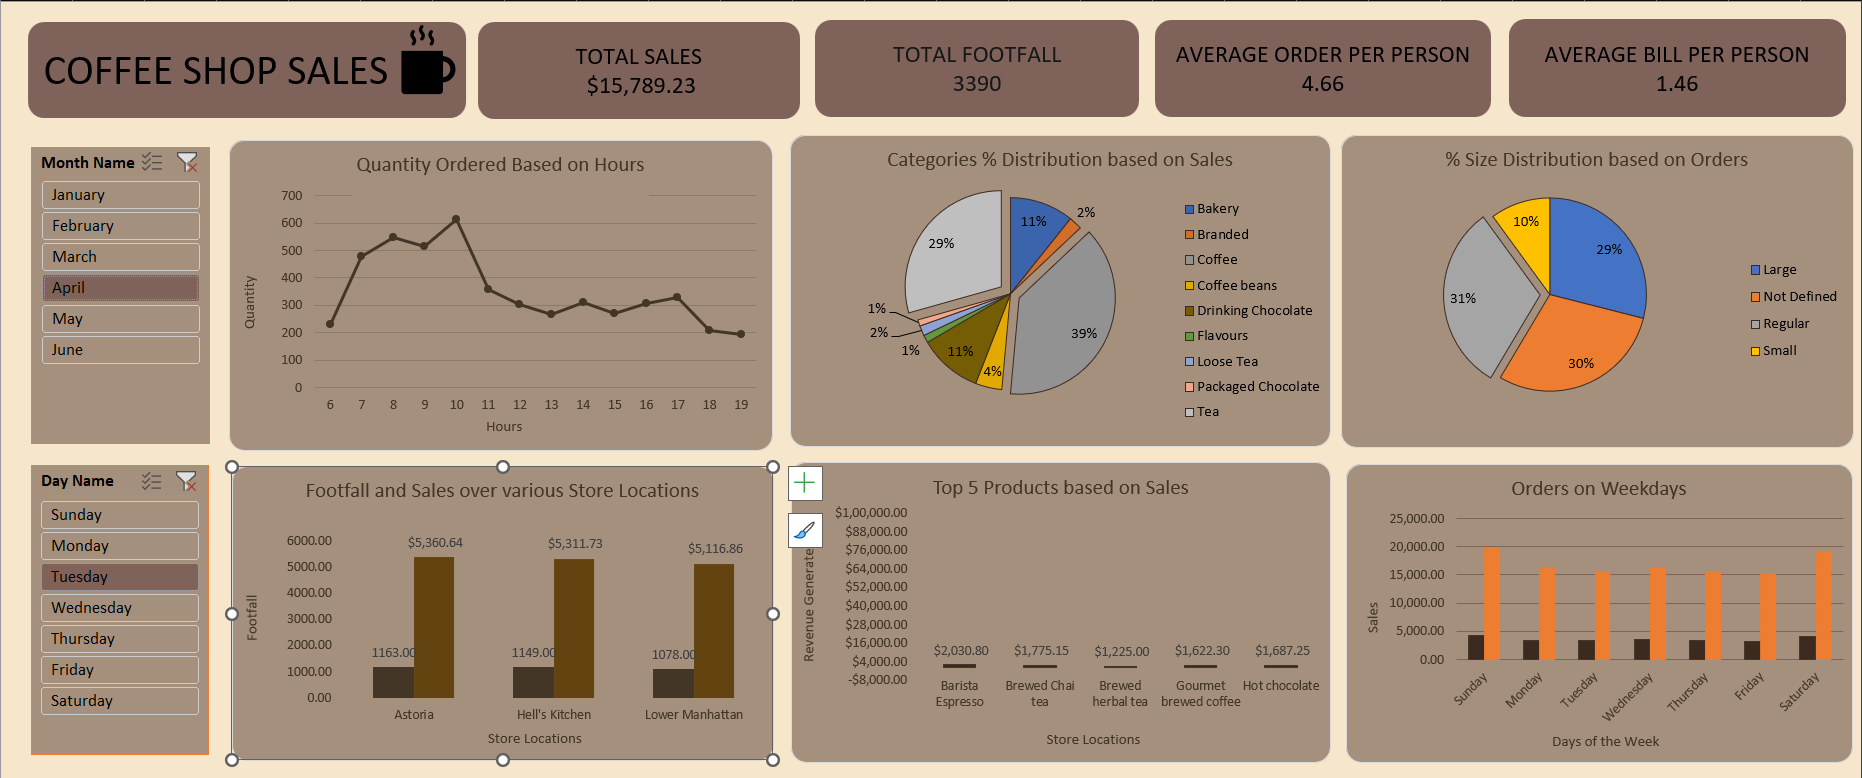 COFFEE SHOP SALES
TOTAL SALES
$15,789.23
TOTAL FOOTFALL
3390
AVERAGE ORDER PER PERSON
4.66
AVERAGE BILL PER PERSON
1.46
Month Name
January
February
March
April
May
June
Quantity Ordered Based on Hours
700
600
500
400
300
200
100
0
Quantity
6 7 8 9 10 11 12 13 14 15 16 17 18 19
Hours
Categories % Distribution based on Sales
11%
2%
39%
4%
11%
1%
2%
1%
29%
Bakery
Branded
Coffee
Coffee beans
Drinking Chocolate
Flavours
Loose Tea
Packaged Chocolate
Tea
% Size Distribution based on Orders
29%
30%
31%
10%
Large
Not Defined
Regular
Small
Day Name
Sunday
Monday
Tuesday
Wednesday
Thursday
Friday
Saturday
Footfall and Sales over various Store Locations
6000.00
5000.00
4000.00
3000.00
2000.00
1000.00
0.00
Footfall
$5,360.64
$5,311.73
$5,116.86
1163.00
1149.00
1078.00
Astoria
Hell's Kitchen
Lower Manhattan
Store Locations
Top 5 Products based on Sales
$1,00,000.00
$88,000.00
$76,000.00
$64,000.00
$52,000.00
$40,000.00
$28,000.00
$16,000.00
$4,000.00
-$8,000.00
Revenue Generate
$2,030.80
$1,775.15
$1,225.00
$1,622.30
$1,687.25
Barista
Espresso
Brewed Chai
tea
Brewed
herbal tea
Gourmet
brewed coffee
Hot chocolate
Store Locations
Orders on Weekdays
25,000.00
20,000.00
15,000.00
10,000.00
5,000.00
0.00
Sales
Sunday
Monday
Tuesday
Wednesday
Thursday
Friday
Saturday
Days of the Week